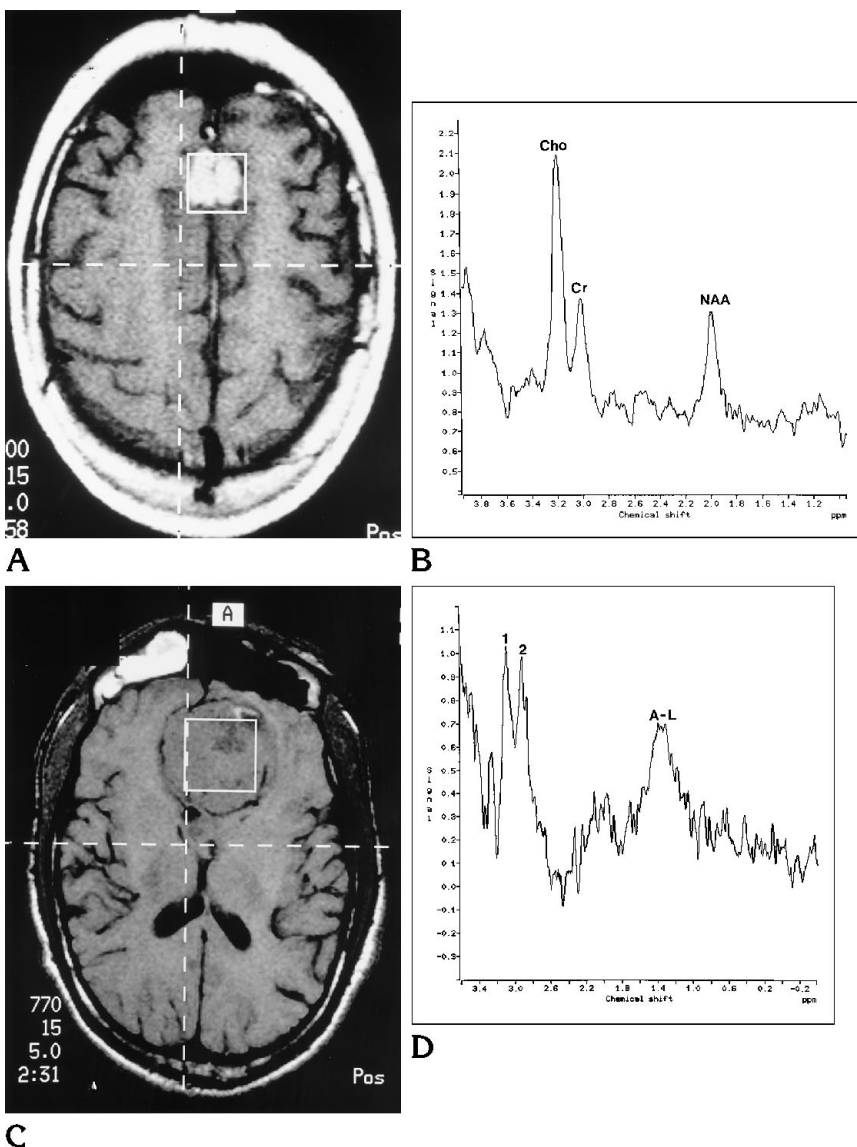 00
15
.0
58
Pos
A
Cho
Cr
NAA
2.2
2.1
2.0
1.9
1.8
1.7
1.6
1.5
1.4
1.3
1.2
1.1
1.0
0.9
0.8
0.7
0.6
0.5
Signal
3.8 3.6 3.4 3.2 3.0 2.8 2.6 2.4 2.2 2.0 1.8 1.6 1.4 1.2
Chemical shift ppm
B
A
770
15
5.0
2:31
Pos
C
1 2
A-L
1.1
1.0
0.9
0.8
0.7
0.6
0.5
0.4
0.3
0.2
0.1
0.0
-0.1
-0.2
-0.3
Signal
3.4 3.0 2.6 2.2 1.8 1.4 1.0 0.6 0.2 -0.2
Chemical shift ppm
D